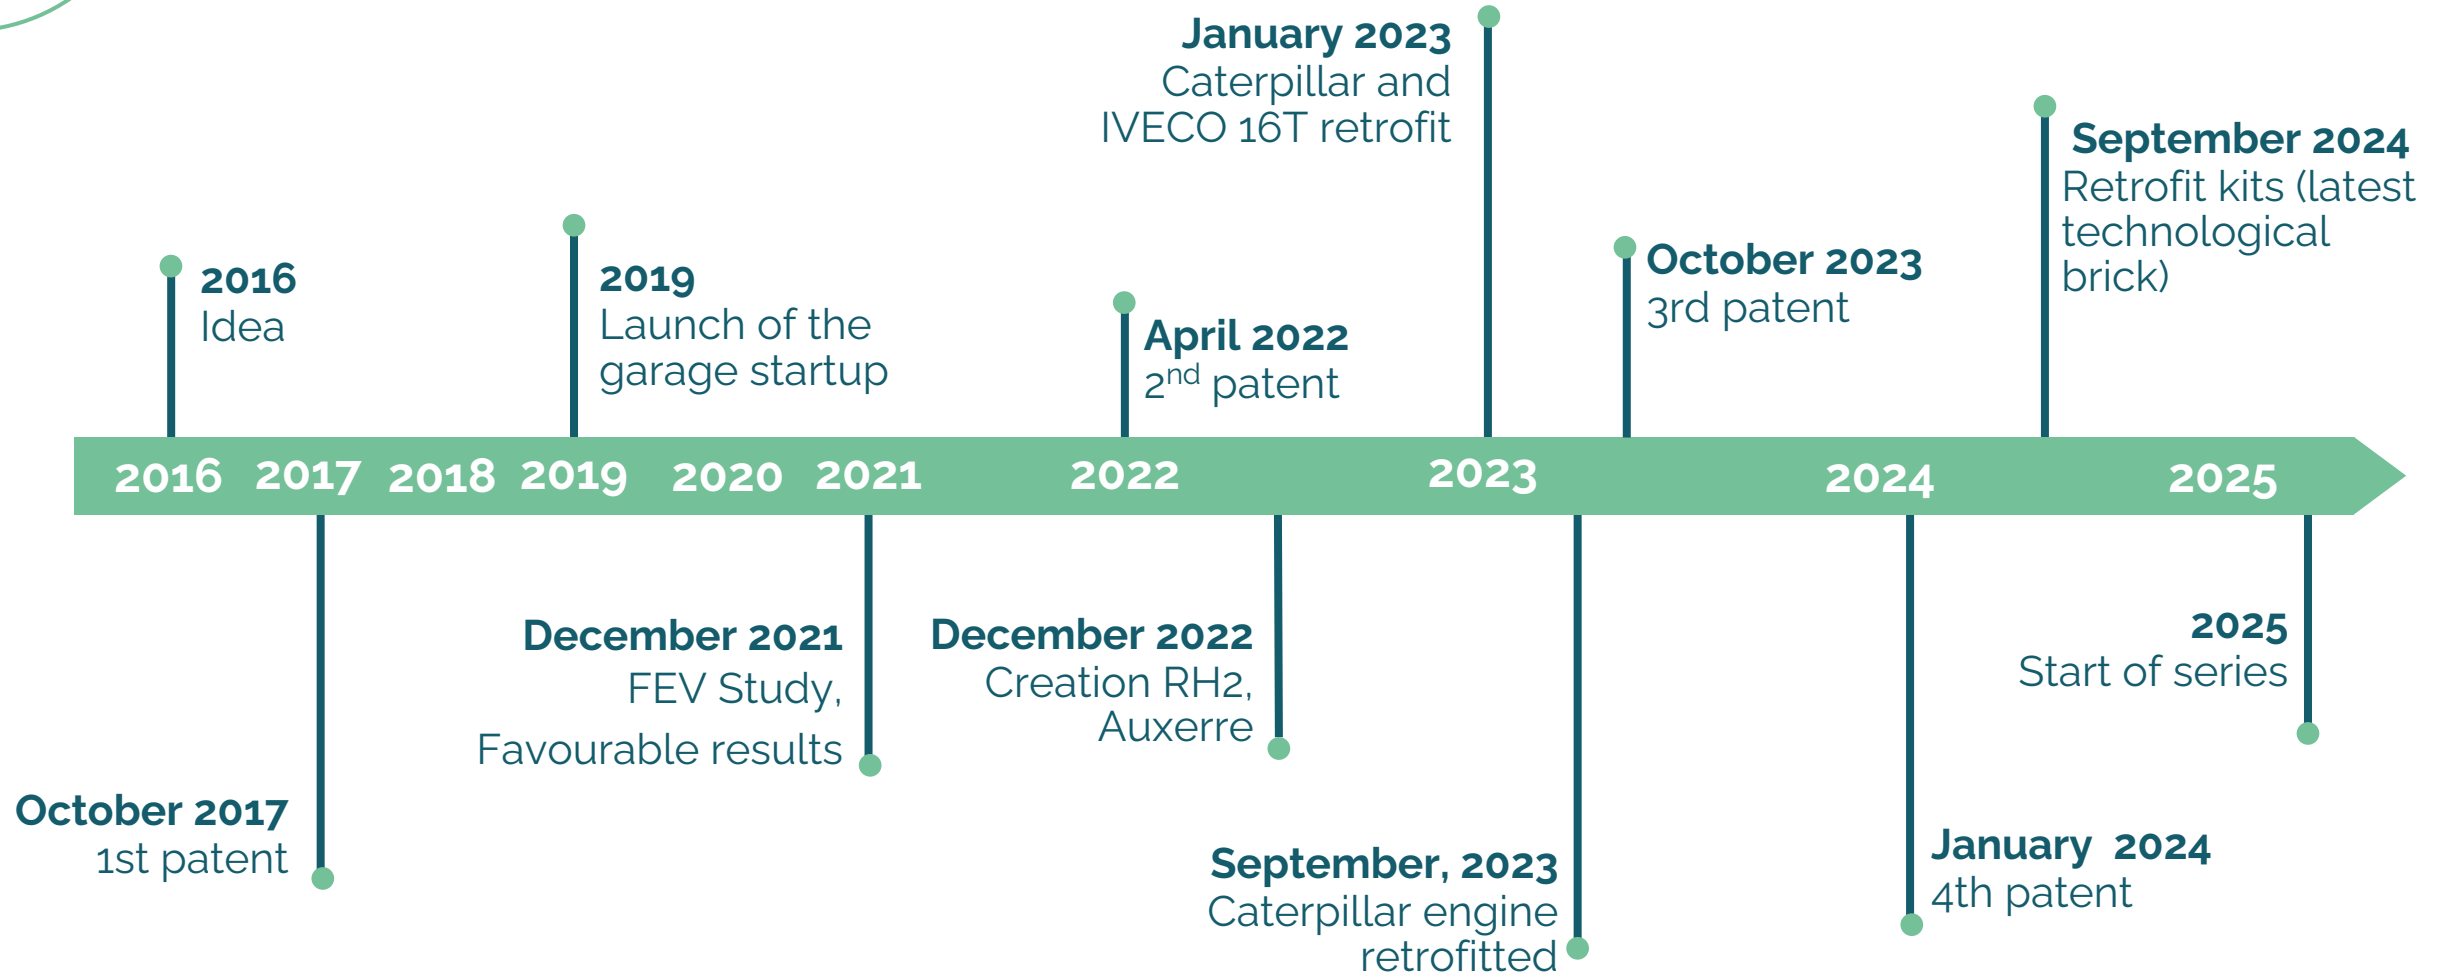 January 2023
Caterpillar and
IVECO 16T retrofit
September 2024
Retrofit kits (latest
technological
brick)
2016
Idea
2019
Launch of the
garage startup
April 2022
2nd patent
October 2023
3rd patent
2016 2017 2018 2019 2020 2021 2022 2023 2024 2025
October 2017
1st patent
December 2021
FEV Study,
Favourable results
December 2022
Creation RH2,
Auxerre
September, 2023
Caterpillar engine
retrofitted
January 2024
4th patent
2025
Start of series